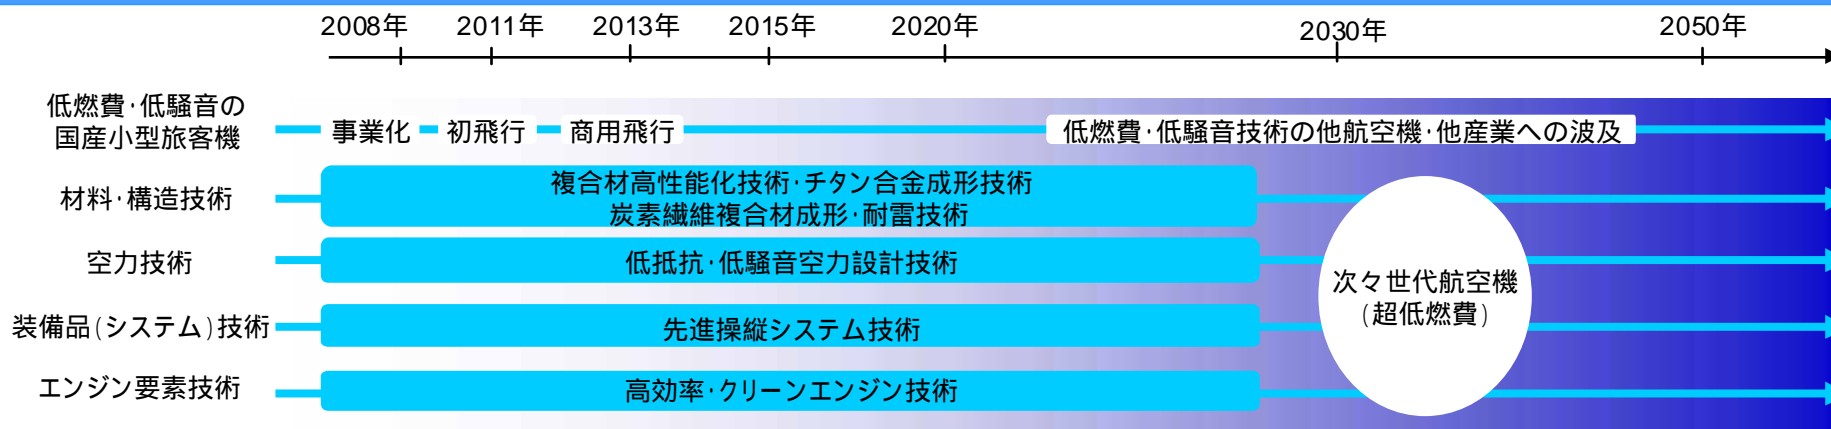 2008年 2011年 2013年 2015年 2020年 2030年 2050年
低燃費･低騒音の
国産小型旅客機
事業化 初飛行 商用飛行 低燃費･低騒音技術の他航空機･他産業への波及
材料･構造技術
複合材高性能化技術･チタン合金成形技術
炭素繊維複合材成形･耐雷技術
空力技術
低抵抗･低騒音空力設計技術
装備品(システム)技術
先進操縦システム技術
エンジン要素技術
高効率･クリーンエンジン技術
次々世代航空機
(超低燃費)